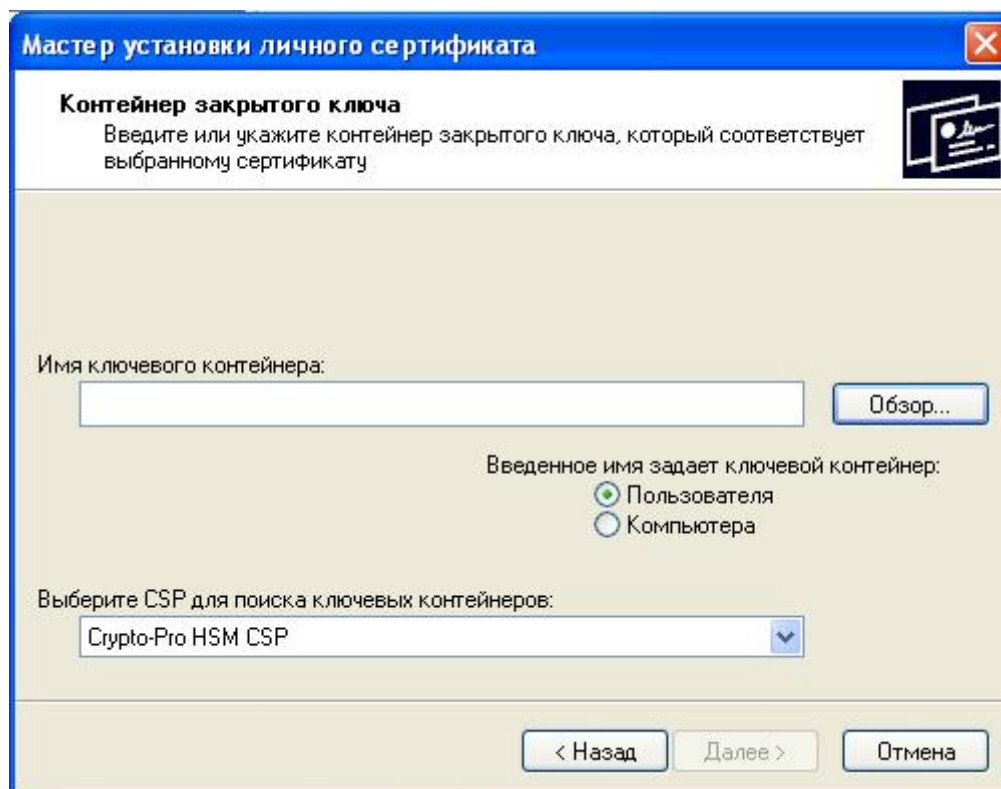 Мастер установки личного сертификата
Контейнер закрытого ключа
Введите или укажите контейнер закрытого ключа, который соответствует
выбранному сертификату
Имя ключевого контейнера:
Обзор...
Введенное имя задает ключевой контейнер:
Пользователя
Компьютера
Выберите CSP для поиска ключевых контейнеров:
Crypto-Pro HSM CSP
< Назад
Далее >
Отмена